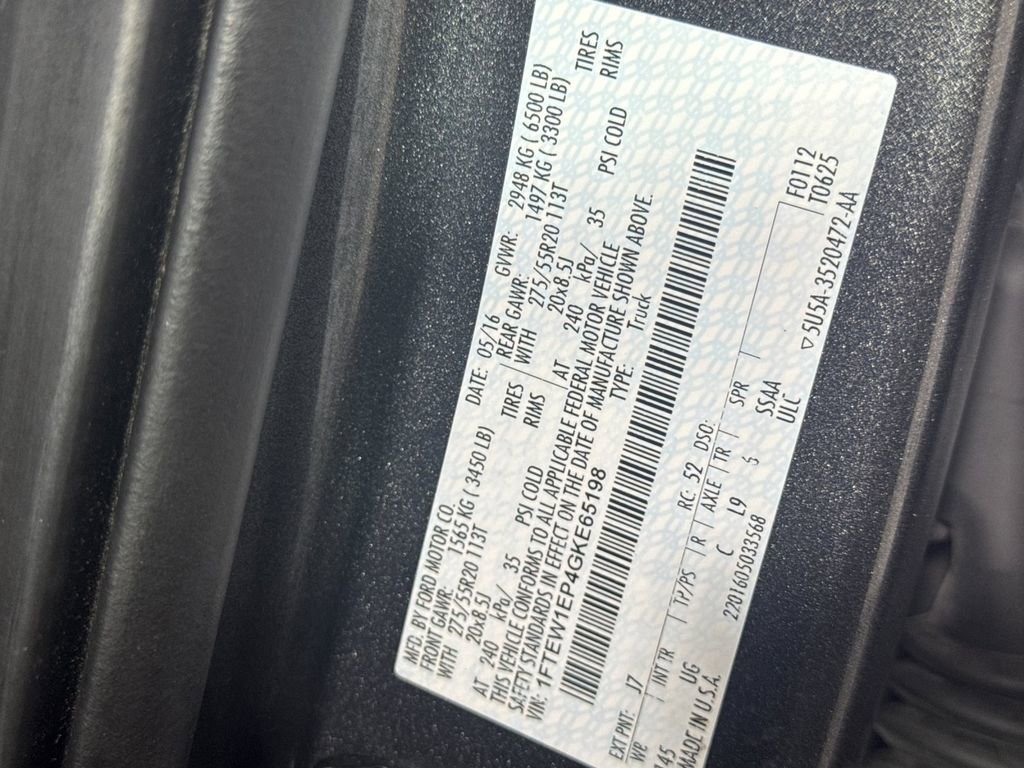 MFD. BY FORD MOTOR CO.
DATE: 05/16 GVWR: 2948 KG ( 6500 LB)
FRONT GAWR: 1565 KG ( 3450 LB)
REAR GAWR: 1497 KG ( 3300 LB)
WITH 275/55R20 113T TIRES
WITH 275/55R20 113T TIRES
20x8.5J RIMS
20x8.5J RIMS
AT 240 kPa/ 35 PSI COLD
AT 240 kPa/ 35 PSI COLD
THIS VEHICLE CONFORMS TO ALL APPLICABLE FEDERAL MOTOR VEHICLE
SAFETY STANDARDS IN EFFECT ON THE DATE OF MANUFACTURE SHOWN ABOVE.
VIN: 1FTEW1EP4GKE65198 TYPE: Truck
EXT PNT: J7 RC: 52 DSO:
INT TR TP/PS R AXLE TR SPR
145 UG C L9 5 SSAA
MADE IN U.S.A. 2201605033568 ULC
F0112
T0625
▽5U5A-3520472-AA